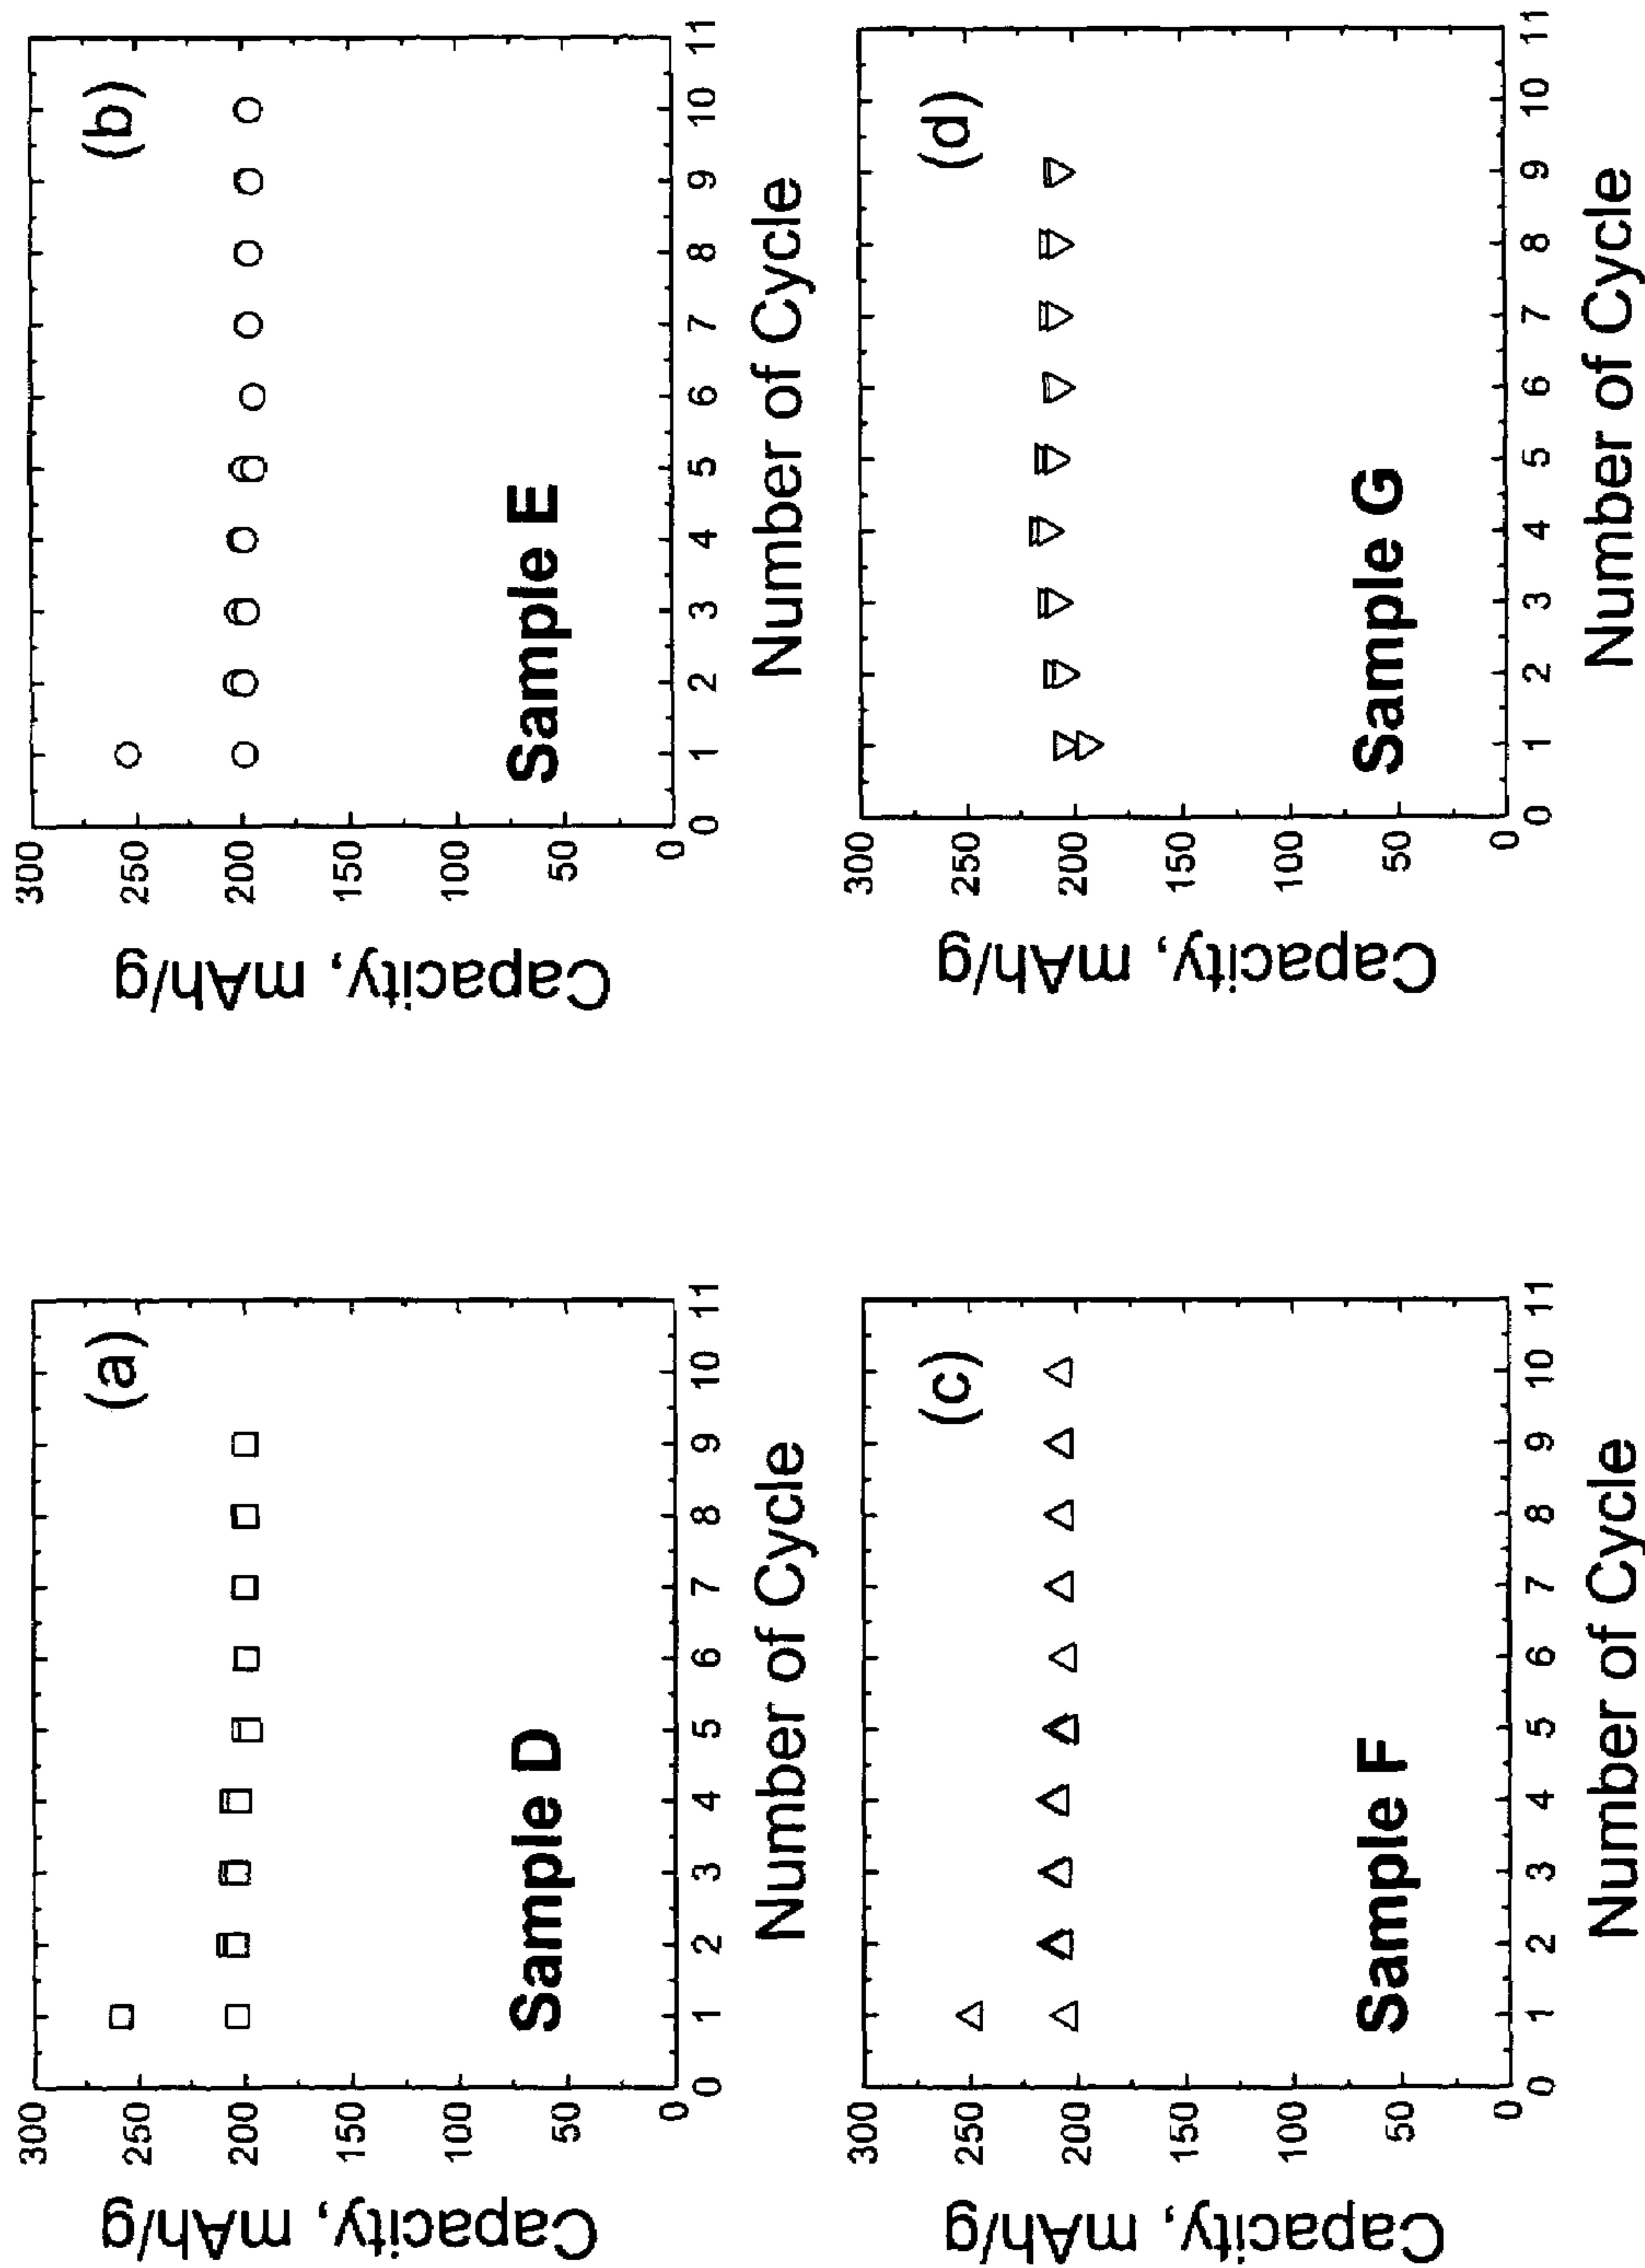 (a)
Sample D
Capacity, mAh/g
300
250
200
150
100
50
0
0 1 2 3 4 5 6 7 8 9 10 11
Number of Cycle
(b)
Sample E
Capacity, mAh/g
300
250
200
150
100
50
0
0 1 2 3 4 5 6 7 8 9 10 11
Number of Cycle
(c)
Sample F
Capacity, mAh/g
300
250
200
150
100
50
0
0 1 2 3 4 5 6 7 8 9 10 11
Number of Cycle
(d)
Sample G
Capacity, mAh/g
300
250
200
150
100
50
0
0 1 2 3 4 5 6 7 8 9 10 11
Number of Cycle